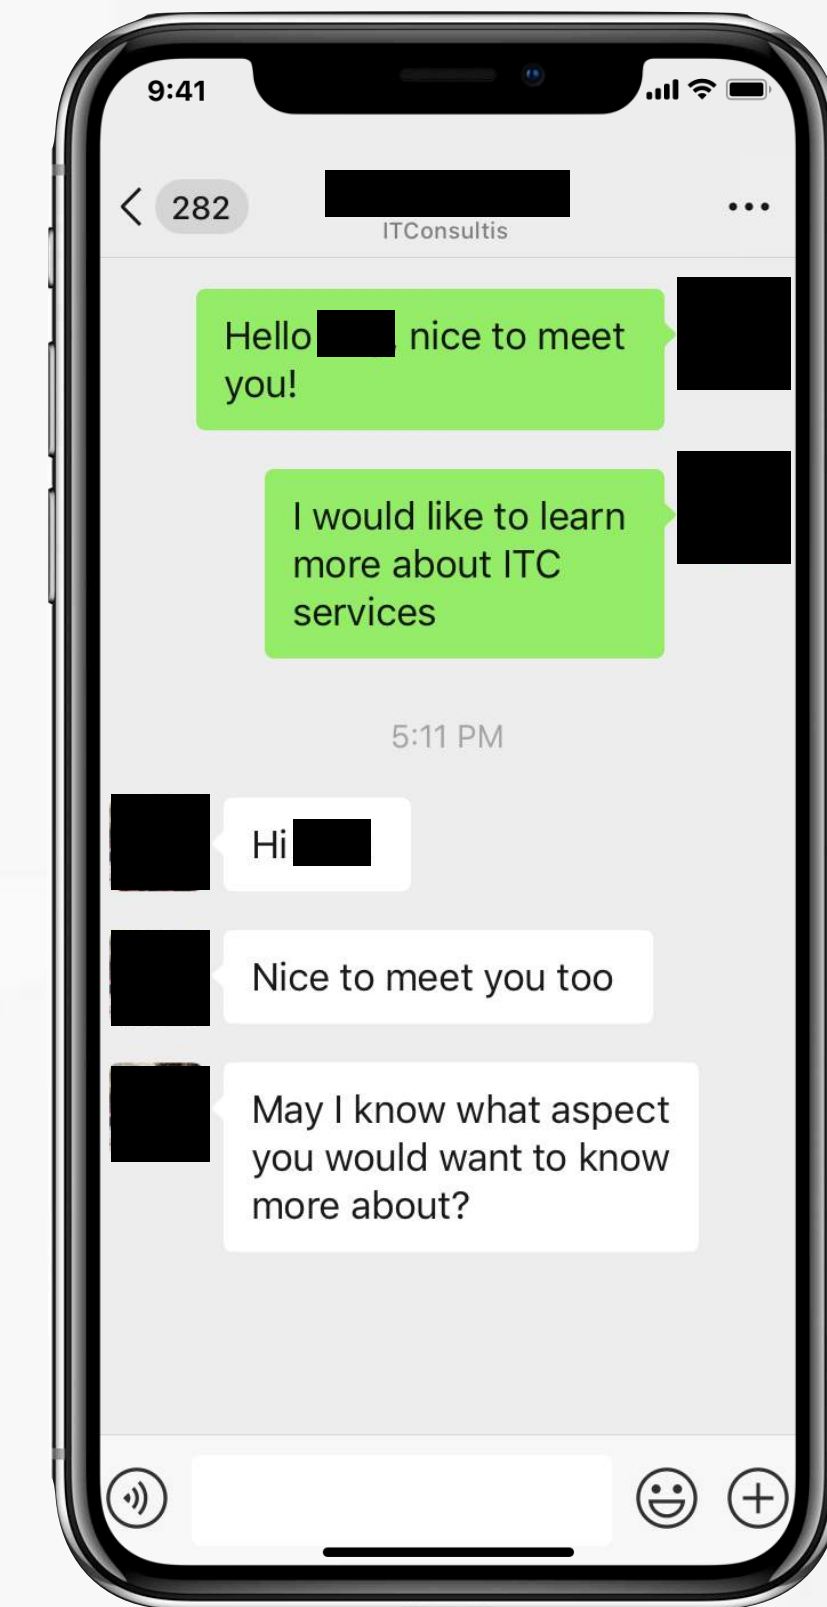 9:41
282
ITConsultis
Hello nice to meet
you!
I would like to learn
more about ITC
services
5:11 PM
Hi
Nice to meet you too
May I know what aspect
you would want to know
more about?